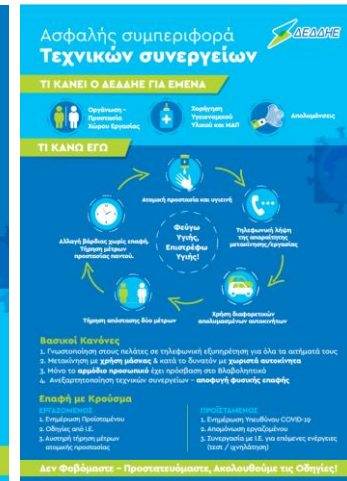 Ασφαλής συμπεριφορά
Τεχνικών συνεργείων
ΔΕΔΔΗΕ
ΤΙ ΚΑΝΕΙ Ο ΔΕΔΔΗΕ ΓΙΑ ΕΜΕΝΑ
Οργάνωση –
Προστασία
Χώρου Εργασίας
Χορήγηση
Υγειονομικού
Υλικού και ΜΑΠ
Απολυμάνσεις
ΤΙ ΚΑΝΩ ΕΓΩ
Ατομική προστασία και υγιεινή
Τηλεφωνική λήψη
της απαραίτητης
μετακίνησης/εργασίας
Χρήση διαφορετικών
απολυμασμένων αυτοκινήτων
Τήρηση απόστασης δύο μέτρων
Αλλαγή βάρδιας χωρίς επαφή.
Τήρηση μέτρων
προστασίας παντού.
Φεύγω
Υγιής,
Επιστρέφω
Υγιής!
Βασικοί Κανόνες
1. Γνωστοποίηση στους πελάτες σε τηλεφωνική εξυπηρέτηση για όλα τα αιτήματά τους
2. Μετακίνηση με χρήση μάσκας & κατά το δυνατόν με χωριστά αυτοκίνητα
3. Μόνο το αρμόδιο προσωπικό έχει πρόσβαση στο Βλαβοληπτικό
4. Ανεξαρτητοποίηση τεχνικών συνεργείων – αποφυγή φυσικής επαφής
Επαφή με Κρούσμα
ΕΡΓΑΖΟΜΕΝΟΣ
1. Ενημέρωση Προϊσταμένου
2. Οδηγίες από Ι.Ε.
3. Αυστηρή τήρηση μέτρων
ατομικής προστασίας
ΠΡΟΪΣΤΑΜΕΝΟΣ
1. Ενημέρωση Υπευθύνου COVID-19
2. Απομόνωση εργαζομένου
3. Συνεργασία με Ι.Ε. για επόμενες ενέργειες
(τεστ / ιχνηλάτηση)
Δεν Φοβόμαστε – Προστατευόμαστε, Ακολουθούμε τις Οδηγίες!